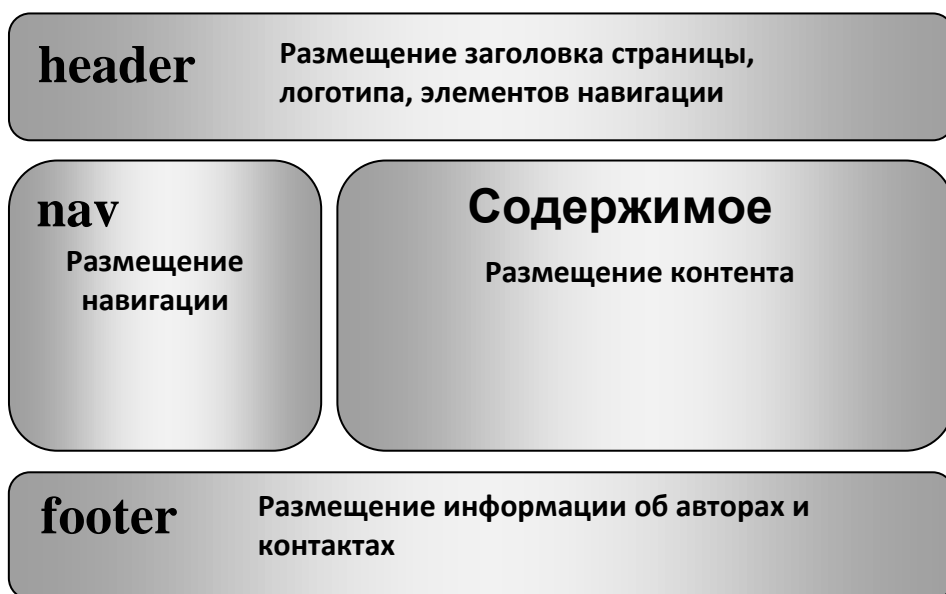 header
Размещение заголовка страницы,
логотипа, элементов навигации
nav
Размещение
навигации
Содержимое
Размещение контента
footer
Размещение информации об авторах и
контактах